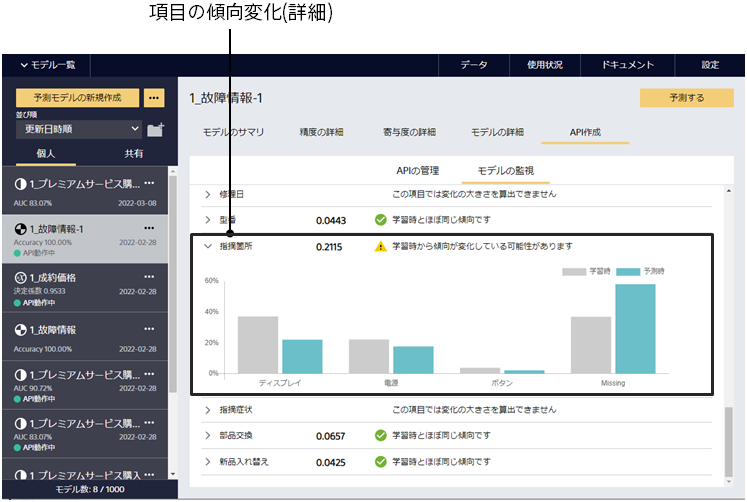 項目の傾向変化(詳細)
モデル一覧
データ
使用状況
ドキュメント
設定
予測モデルの新規作成
•••
並び順
更新日時順
個人
共有
1_プレミアムサービス購... •••
AUC 83.07% 2022-03-08
1_故障情報-1 •••
Accuracy 100.00% 2022-02-28
API動作中
1_成約価格 •••
決定係数 0.9533 2022-02-28
API動作中
1_故障情報 •••
Accuracy 100.00% 2022-02-28
1_プレミアムサービス購... •••
AUC 90.72% 2022-02-28
API動作中
1_プレミアムサービス購... •••
AUC 83.07% 2022-02-28
API動作中
1_プレミアムサービス購入 •••
モデル数: 8 / 1000
1_故障情報-1
予測する
モデルのサマリ
精度の詳細
寄与度の詳細
モデルの詳細
API作成
APIの管理
モデルの監視
修理日 この項目では変化の大きさを算出できません
型番 0.0443 学習時とほぼ同じ傾向です
指摘箇所 0.2115 学習時から傾向が変化している可能性があります
学習時 予測時
60%
40%
20%
0%
ディスプレイ 電源 ボタン Missing
指摘症状 この項目では変化の大きさを算出できません
部品交換 0.0657 学習時とほぼ同じ傾向です
新品入れ替え 0.0425 学習時とほぼ同じ傾向です